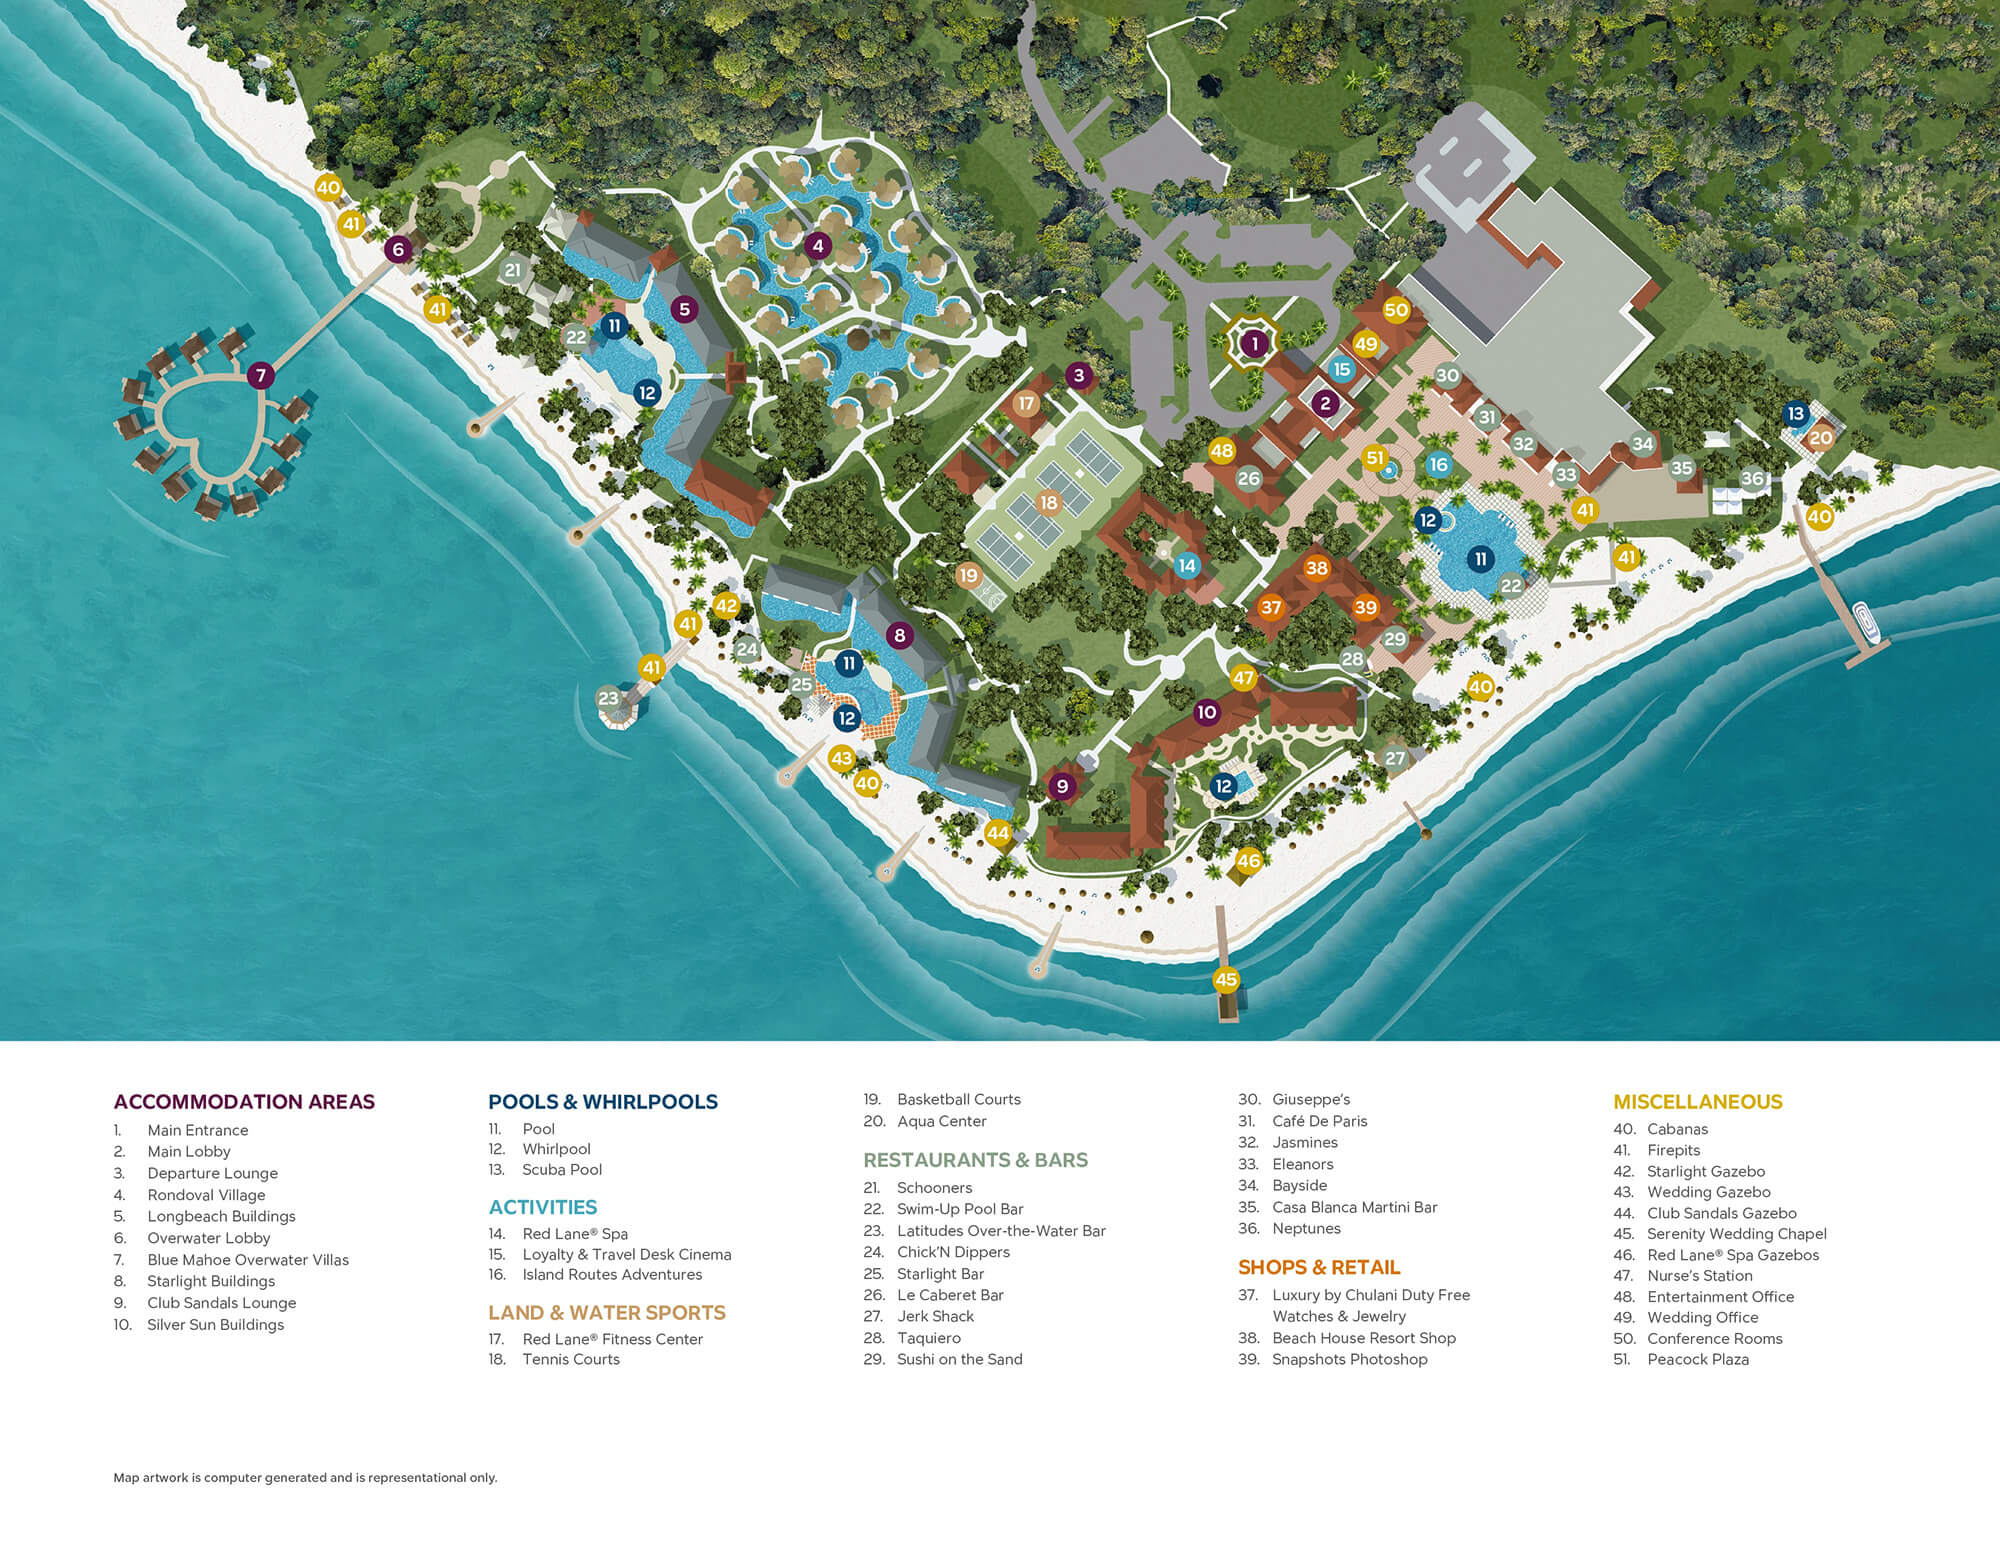 40
41
6
41
21
22
11
12
5
4
7
3
17
18
19
1
50
49
15
2
48
26
51
16
30
31
32
33
34
35
36
13
20
41
40
41
12
11
22
14
38
37
39
29
28
40
47
10
27
12
9
46
45
44
42
41
41
23
24
25
11
12
8
43
40
ACCOMMODATION AREAS
1. Main Entrance
2. Main Lobby
3. Departure Lounge
4. Rondoval Village
5. Longbeach Buildings
6. Overwater Lobby
7. Blue Mahoe Overwater Villas
8. Starlight Buildings
9. Club Sandals Lounge
10. Silver Sun Buildings
POOLS & WHIRLPOOLS
11. Pool
12. Whirlpool
13. Scuba Pool
ACTIVITIES
14. Red Lane® Spa
15. Loyalty & Travel Desk Cinema
16. Island Routes Adventures
LAND & WATER SPORTS
17. Red Lane® Fitness Center
18. Tennis Courts
19. Basketball Courts
20. Aqua Center
RESTAURANTS & BARS
21. Schooners
22. Swim-Up Pool Bar
23. Latitudes Over-the-Water Bar
24. Chick'N Dippers
25. Starlight Bar
26. Le Caberet Bar
27. Jerk Shack
28. Taquiero
29. Sushi on the Sand
30. Giuseppe's
31. Café De Paris
32. Jasmines
33. Eleanors
34. Bayside
35. Casa Blanca Martini Bar
36. Neptunes
SHOPS & RETAIL
37. Luxury by Chulani Duty Free
Watches & Jewelry
38. Beach House Resort Shop
39. Snapshots Photoshop
MISCELLANEOUS
40. Cabanas
41. Firepits
42. Starlight Gazebo
43. Wedding Gazebo
44. Club Sandals Gazebo
45. Serenity Wedding Chapel
46. Red Lane® Spa Gazebos
47. Nurse's Station
48. Entertainment Office
49. Wedding Office
50. Conference Rooms
51. Peacock Plaza
Map artwork is computer generated and is representational only.